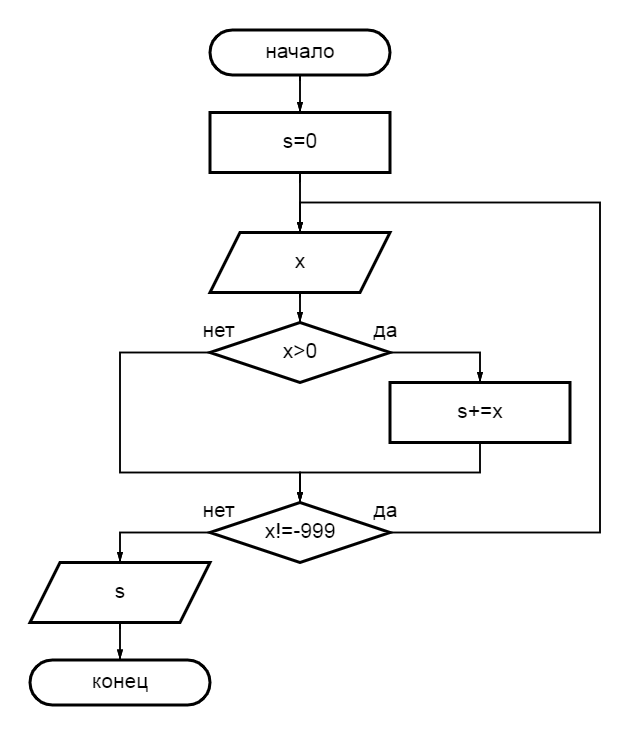 начало
s=0
x
нет
да
x>0
s+=x
нет
да
x!=-999
s
конец